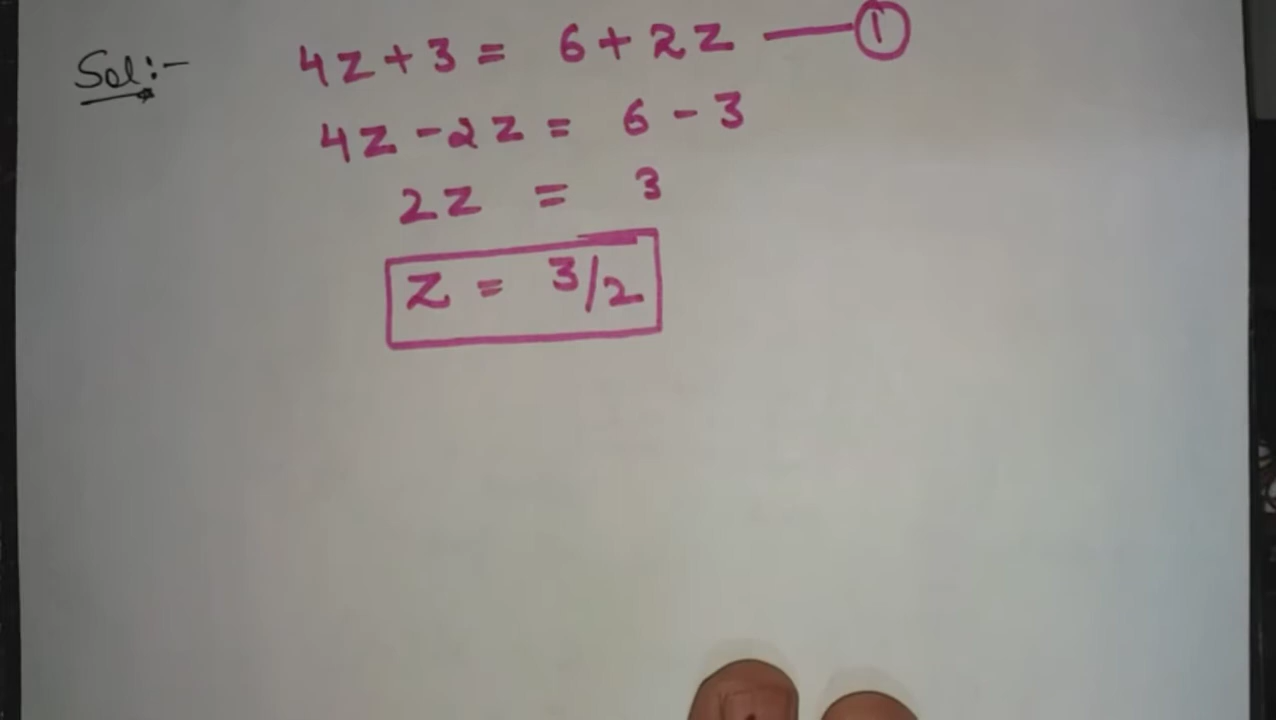 Sol:- 4z + 3 = 6 + 2z —— ①
4z - 2z = 6 - 3
2z = 3
z = 3/2